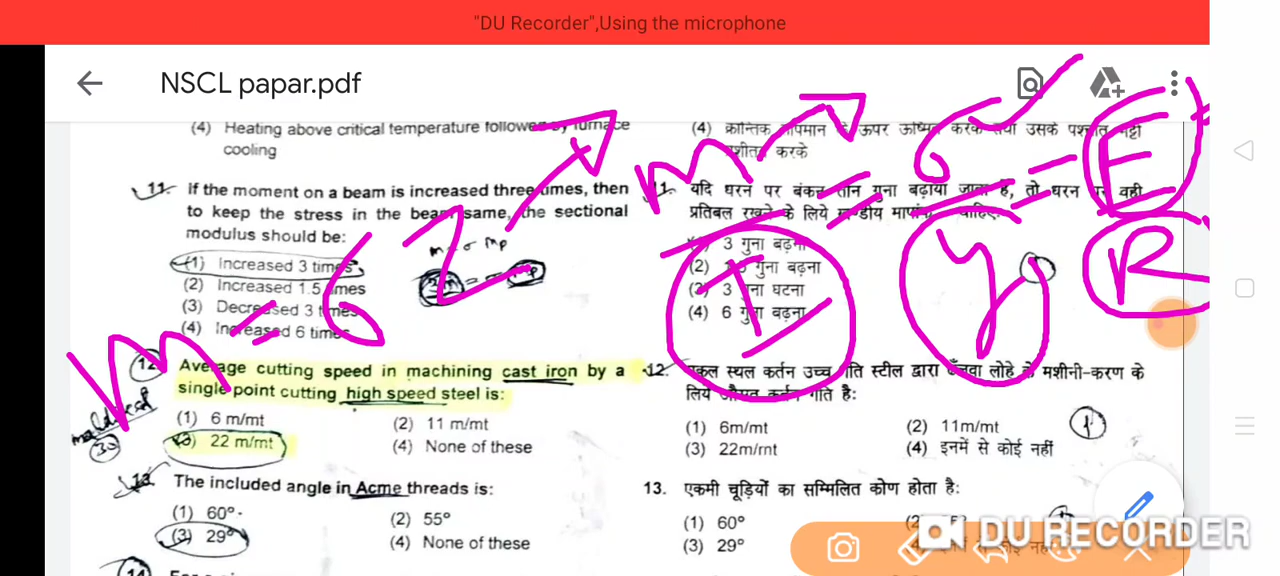 "DU Recorder",Using the microphone
NSCL papar.pdf
(4) Heating above critical temperature followed by furnace
cooling
11. If the moment on a beam is increased three times, then
to keep the stress in the beam same, the sectional
modulus should be:
(1) Increased 3 times
(2) Increased 1.5 times
(3) Decreased 3 times
(4) Increased 6 times
12. Average cutting speed in machining cast iron by a
single point cutting high speed steel is:
(1) 6 m/mt
(2) 11 m/mt
(3) 22 m/mt
(4) None of these
30
13. The included angle in Acme threads is:
(1) 60°
(2) 55°
(3) 29°
(4) None of these
14
(4) क्रान्तिक तापमान के ऊपर ऊष्मित करके तथा उसके पश्चात्
करके
11. यदि धरन पर बंकन तीन गुना बढ़ाया जाता है, तो धरन वही
प्रतिबल रखने के लिये चाहिए
3 गुना बढ़ना
(2) गुना बढ़ना
(3) 3 गुना घटना
(4) 6 गुना बढ़ना
12. स्थल कर्तन उच्च गति स्टील द्वारा लोहे के मशीनी-करण के
लिये औसत कर्तन गति है:
(1) 6m/mt
(2) 11m/mt
(3) 22m/rnt
(4) इनमें से कोई नहीं
13. एकमी चूड़ियों का सम्मिलित कोण होता है:
(1) 60°
(3) 29°
M = σ Z
M/I = σ/y = E/R
DU RECORDER